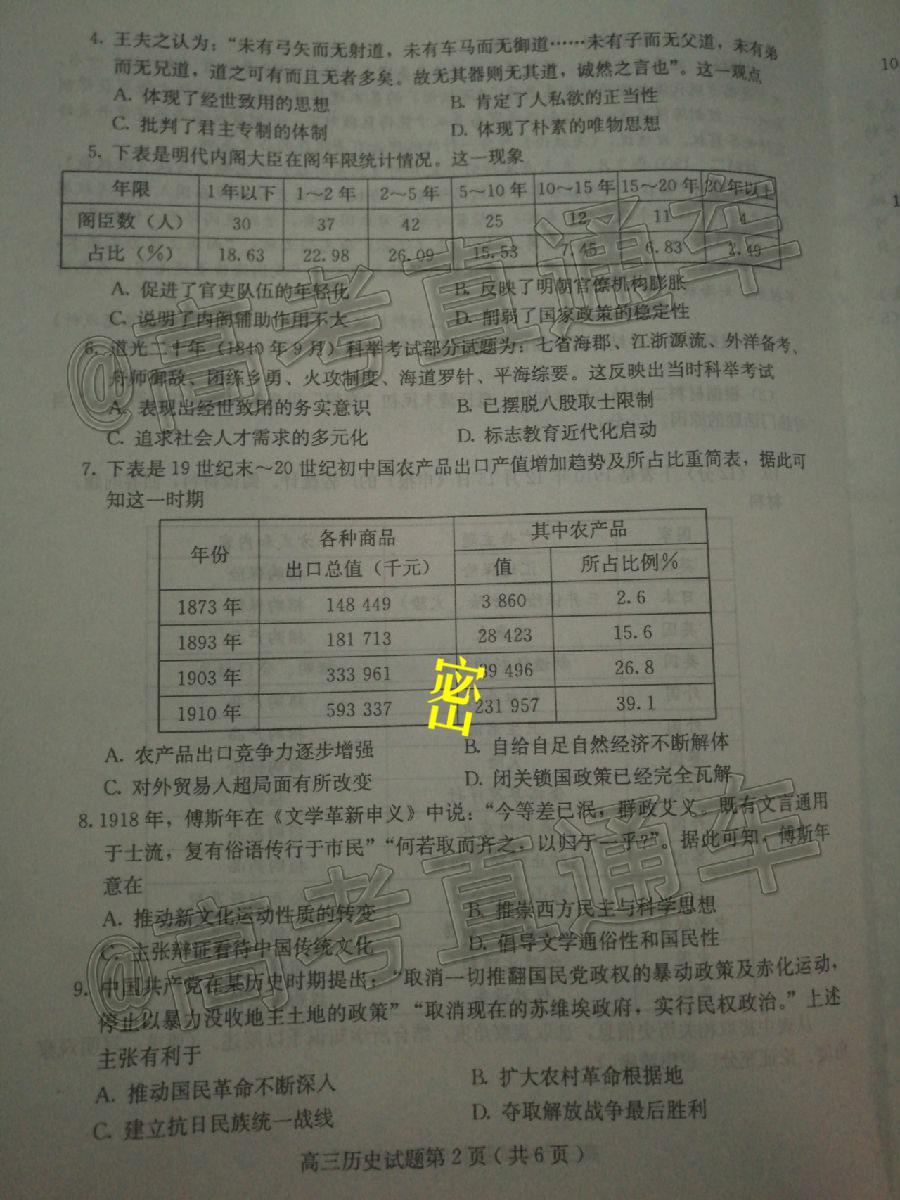 4. 王夫之认为：“未有弓矢而无射道，未有车马而无御道……未有子而无父道，未有弟
而无兄道，道之可有而且无者多矣。故无其器则无其道，诚然之言也”。这一观点
A. 体现了经世致用的思想 B. 肯定了人私欲的正当性
C. 批判了君主专制的体制 D. 体现了朴素的唯物思想
5. 下表是明代内阁大臣在阁年限统计情况。这一现象
年限 1年以下 1～2年 2～5年 5～10年 10～15年 15～20年 20年以上
阁臣数（人） 30 37 42 25 12 11 4
占比（%） 18.63 22.98 26.09 15.53 7.45 6.83 2.49
A. 促进了官吏队伍的年轻化 B. 反映了明朝官僚机构膨胀
C. 说明了内阁辅助作用不大 D. 削弱了国家政策的稳定性
6. 道光二十年（1840年9月）科举考试部分试题为：七省海郡、江浙源流、外洋备考、
舟师御敌、团练乡勇、火攻制度、海道罗针、平海综要。这反映出当时科举考试
A. 表现出经世致用的务实意识 B. 已摆脱八股取士限制
C. 追求社会人才需求的多元化 D. 标志教育近代化启动
7. 下表是19世纪末～20世纪初中国农产品出口产值增加趋势及所占比重简表，据此可
知这一时期
年份 各种商品 出口总值（千元） 其中农产品
值 所占比例%
1873年 148 449 3 860 2.6
1893年 181 713 28 423 15.6
1903年 333 961 89 496 26.8
1910年 593 337 231 957 39.1
密
出
A. 农产品出口竞争力逐步增强 B. 自给自足自然经济不断解体
C. 对外贸易人超局面有所改变 D. 闭关锁国政策已经完全瓦解
8. 1918年，傅斯年在《文学革新申义》中说：“今等差已泯，群政艾义。既有文言通用
于士流，复有俗语传行于市民”“何若取而齐之，以归于一乎?”。据此可知，傅斯年
意在
A. 推动新文化运动性质的转变 B. 推崇西方民主与科学思想
C. 主张辩证看待中国传统文化 D. 倡导文学通俗性和国民性
9. 中国共产党在某历史时期提出：“取消一切推翻国民党政权的暴动政策及赤化运动，
停止以暴力没收地主土地的政策”“取消现在的苏维埃政府，实行民权政治。”上述
主张有利于
A. 推动国民革命不断深入 B. 扩大农村革命根据地
C. 建立抗日民族统一战线 D. 夺取解放战争最后胜利
高三历史试题第2页（共6页）
@高考直通车
@高考直通车
10
1